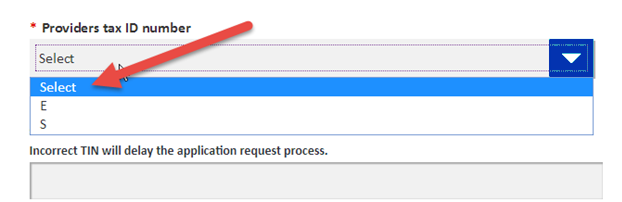 * Providers tax ID number
Select
Select
E
S
Incorrect TIN will delay the application request process.